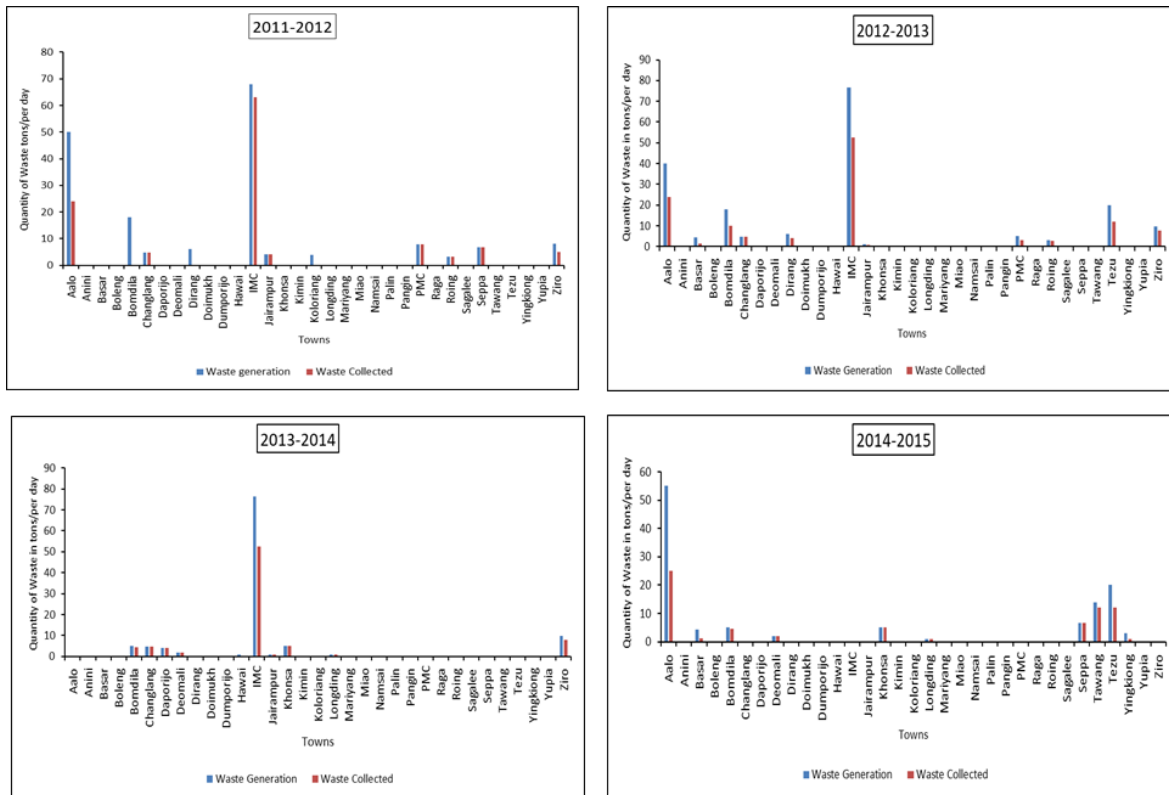 2011-2012
Quantity of Waste tons/per day
80
70
60
50
40
30
20
10
0
Aalo
Anini
Basar
Boleng
Bomdila
Changlang
Daporijo
Deomali
Dirang
Doimukh
Dumporijo
Hawai
IMC
Jairampur
Khonsa
Kimin
Koloriang
Longding
Mariyang
Miao
Namsai
Palin
Pangin
PMC
Raga
Roing
Sagalee
Seppa
Tawang
Tezu
Yingkiong
Yupia
Ziro
Towns
Waste generation Waste Collected
2012-2013
Quantity of Waste in tons/per day
90
80
70
60
50
40
30
20
10
0
Aalo
Anini
Basar
Boleng
Bomdila
Changlang
Daporijo
Deomali
Dirang
Doimukh
Dumporijo
Hawai
IMC
Jairampur
Khonsa
Kimin
Koloriang
Longding
Mariyang
Miao
Namsai
Palin
Pangin
PMC
Raga
Roing
Sagalee
Seppa
Tawang
Tezu
Yingkiong
Yupia
Ziro
Towns
Waste Generation Waste Collected
2013-2014
Quantity of Waste in tons/per day
90
80
70
60
50
40
30
20
10
0
Aalo
Anini
Basar
Boleng
Bomdila
Changlang
Daporijo
Deomali
Dirang
Doimukh
Dumporijo
Hawai
IMC
Jairampur
Khonsa
Kimin
Koloriang
Longding
Mariyang
Miao
Namsai
Palin
Pangin
PMC
Raga
Roing
Sagalee
Seppa
Tawang
Tezu
Yingkiong
Yupia
Ziro
Towns
Waste Generation Waste Collected
2014-2015
Quantity of Waste in tons/per day
60
50
40
30
20
10
0
Aalo
Anini
Basar
Boleng
Bomdila
Changlang
Daporijo
Deomali
Dirang
Doimukh
Dumporijo
Hawai
IMC
Jairampur
Khonsa
Kimin
Koloriang
Longding
Mariyang
Miao
Namsai
Palin
Pangin
PMC
Raga
Roing
Sagalee
Seppa
Tawang
Tezu
Yingkiong
Yupia
Ziro
Towns
Waste Generation Waste Collected